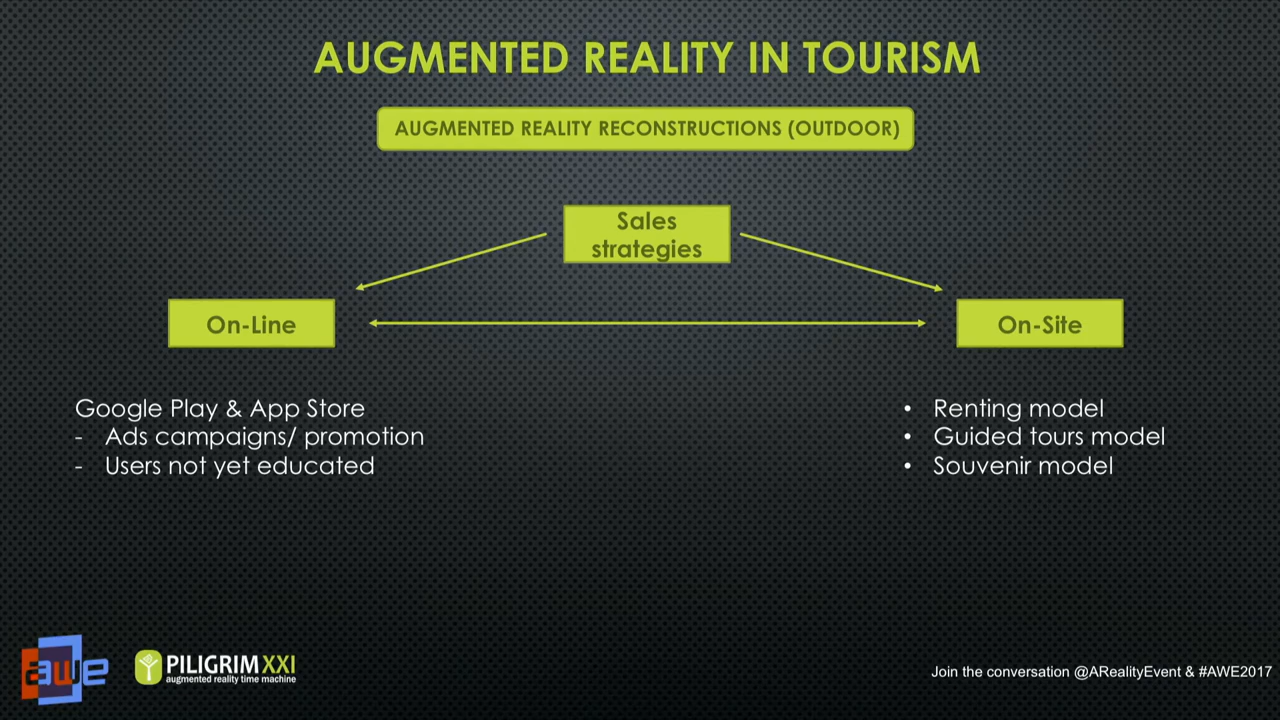 AUGMENTED REALITY IN TOURISM
AUGMENTED REALITY RECONSTRUCTIONS (OUTDOOR)
Sales
strategies
On-Line
On-Site
Google Play & App Store
- Ads campaigns/ promotion
- Users not yet educated
• Renting model
• Guided tours model
• Souvenir model
awe
PILIGRIM XXI
augmented reality time machine
Join the conversation @ARealityEvent & #AWE2017